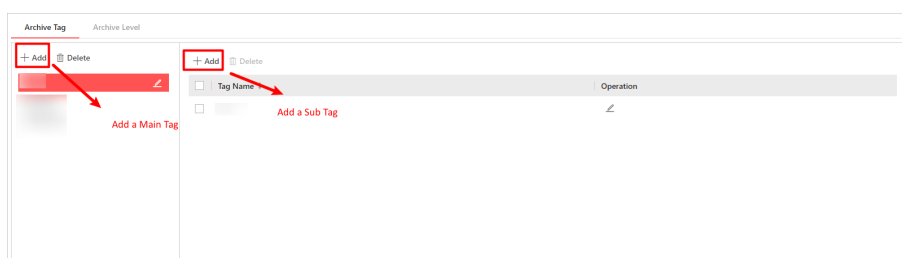 Archive Tag Archive Level
Add Delete
Add Delete
Tag Name Operation
Add a Sub Tag
Add a Main Tag